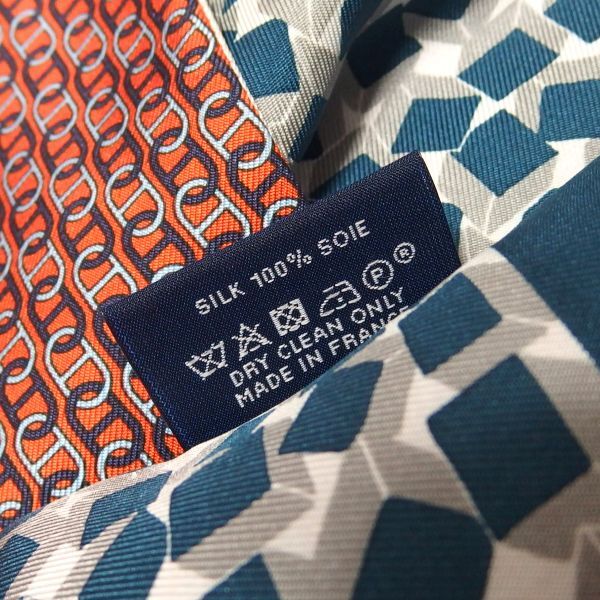 SILK 100% SOIE
P ®
DRY CLEAN ONLY
MADE IN FRANCE